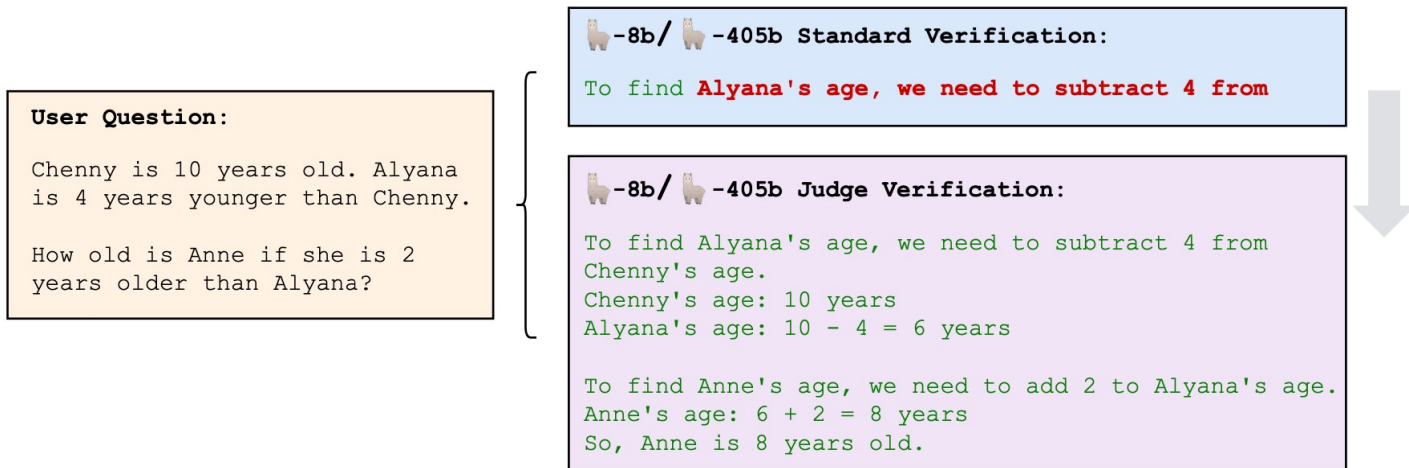 User Question:
Chenny is 10 years old. Alyana
is 4 years younger than Chenny.
How old is Anne if she is 2
years older than Alyana?
🦙-8b/🦙-405b Standard Verification:
To find Alyana's age, we need to subtract 4 from
🦙-8b/🦙-405b Judge Verification:
To find Alyana's age, we need to subtract 4 from
Chenny's age.
Chenny's age: 10 years
Alyana's age: 10 - 4 = 6 years
To find Anne's age, we need to add 2 to Alyana's age.
Anne's age: 6 + 2 = 8 years
So, Anne is 8 years old.